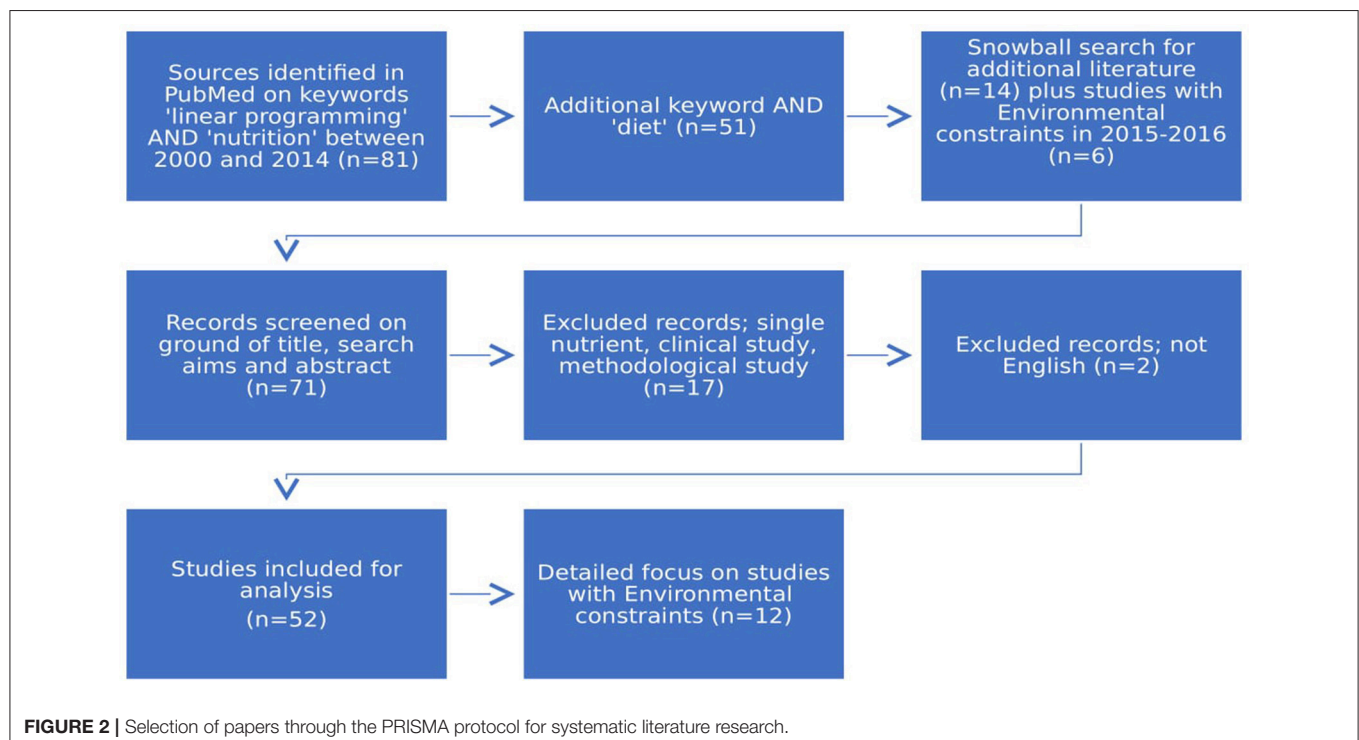 Sources identified in
PubMed on keywords
'linear programming'
AND 'nutrition' between
2000 and 2014 (n=81)
Additional keyword AND
'diet' (n=51)
Snowball search for
additional literature
(n=14) plus studies with
Environmental
constraints in 2015-2016
(n=6)
Records screened on
ground of title, search
aims and abstract
(n=71)
Excluded records; single
nutrient, clinical study,
methodological study
(n=17)
Excluded records; not
English (n=2)
Studies included for
analysis
(n=52)
Detailed focus on studies
with Environmental
constraints (n=12)
FIGURE 2 | Selection of papers through the PRISMA protocol for systematic literature research.